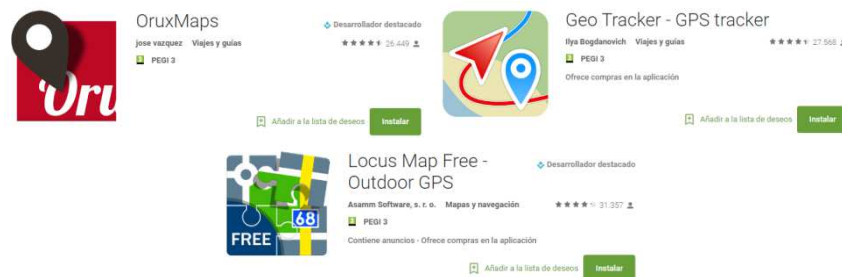 OruxMaps
Desarrollador destacado
jose vazquez Viajes y guías
26.449
PEGI 3
Añadir a la lista de deseos Instalar
Oru
Geo Tracker - GPS tracker
Ilya Bogdanovich Viajes y guías
27.568
PEGI 3
Ofrece compras en la aplicación
Añadir a la lista de deseos Instalar
Locus Map Free -
Outdoor GPS
Desarrollador destacado
Asamm Software, s. r. o. Mapas y navegación
31.357
PEGI 3
Contiene anuncios · Ofrece compras en la aplicación
Añadir a la lista de deseos Instalar
68
FREE